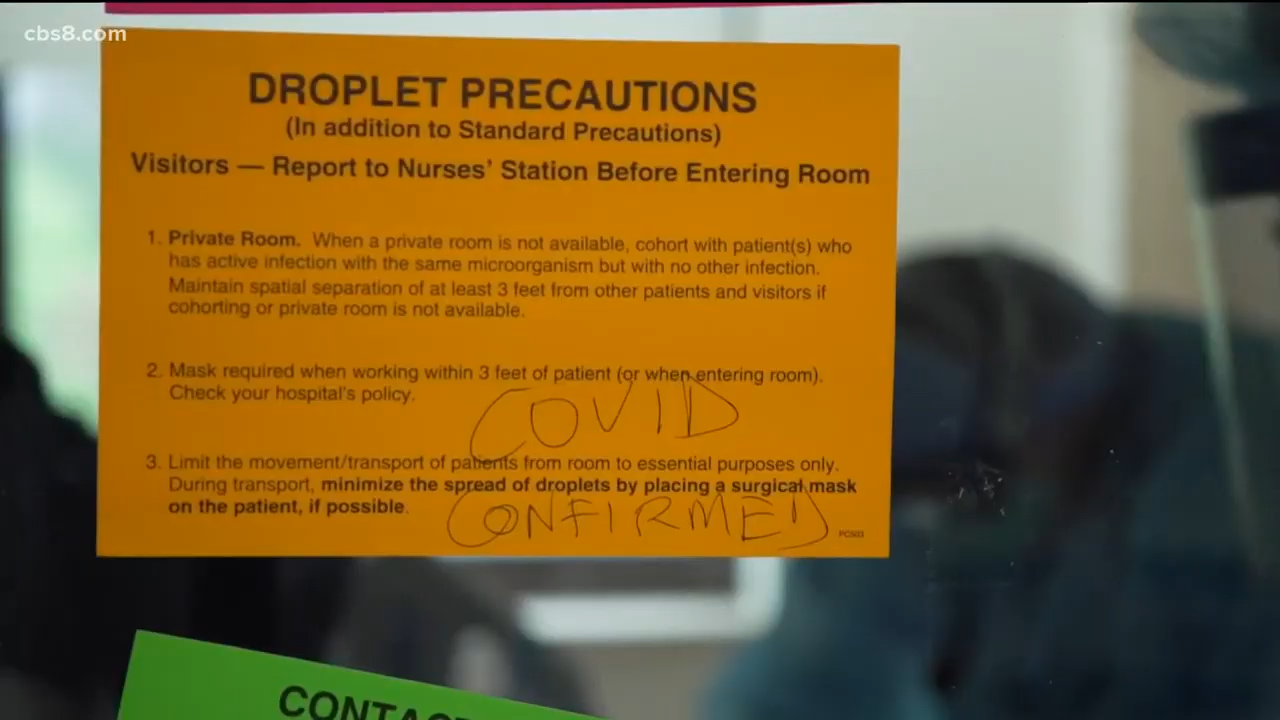 cbs8.com
DROPLET PRECAUTIONS
(In addition to Standard Precautions)
Visitors — Report to Nurses' Station Before Entering Room
1. Private Room. When a private room is not available, cohort with patient(s) who
has active infection with the same microorganism but with no other infection.
Maintain spatial separation of at least 3 feet from other patients and visitors if
cohorting or private room is not available.
2. Mask required when working within 3 feet of patient (or when entering room).
Check your hospital's policy.
COVID
3. Limit the movement/transport of patients from room to essential purposes only.
During transport, minimize the spread of droplets by placing a surgical mask
on the patient, if possible.
CONFIRMED
PC503